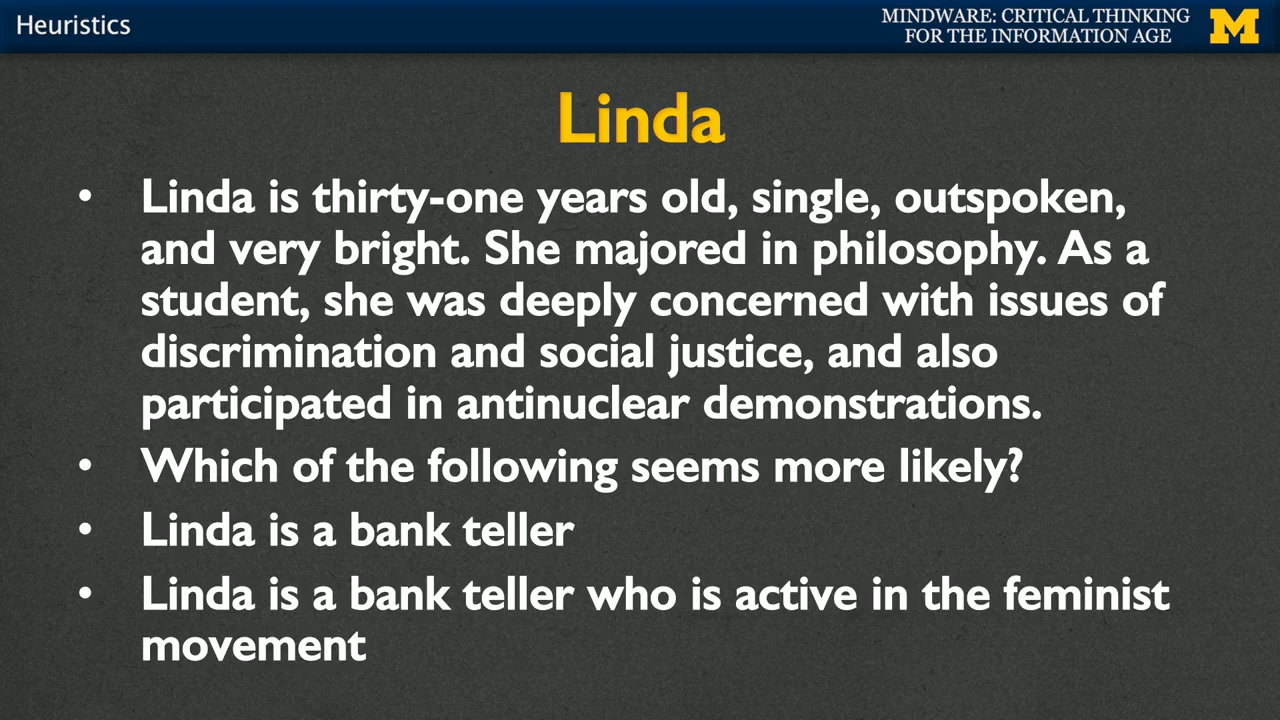 Heuristics
MINDWARE: CRITICAL THINKING
FOR THE INFORMATION AGE
M
Linda
• Linda is thirty-one years old, single, outspoken,
and very bright. She majored in philosophy. As a
student, she was deeply concerned with issues of
discrimination and social justice, and also
participated in antinuclear demonstrations.
• Which of the following seems more likely?
• Linda is a bank teller
• Linda is a bank teller who is active in the feminist
movement